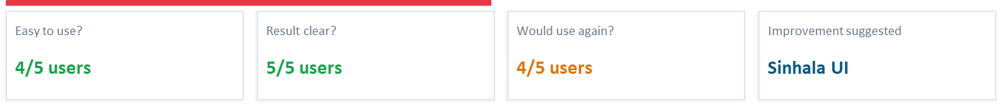 Easy to use?
4/5 users
Result clear?
5/5 users
Would use again?
4/5 users
Improvement suggested
Sinhala UI